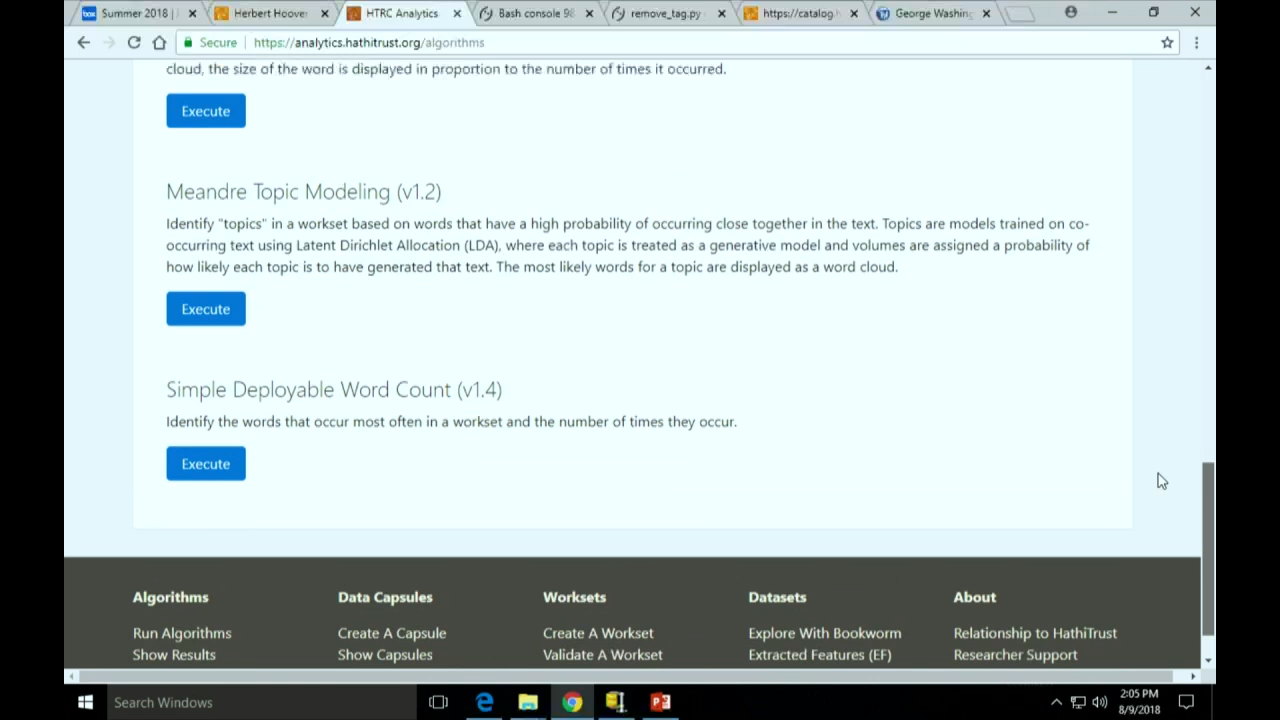 Summer 2018 |
Herbert Hoover
HTRC Analytics
Bash console 98
remove_tag.py
https://catalog.h
George Washing
Secure
https://analytics.hathitrust.org/algorithms
cloud, the size of the word is displayed in proportion to the number of times it occurred.
Execute
Meandre Topic Modeling (v1.2)
Identify "topics" in a workset based on words that have a high probability of occurring close together in the text. Topics are models trained on co-
occurring text using Latent Dirichlet Allocation (LDA), where each topic is treated as a generative model and volumes are assigned a probability of
how likely each topic is to have generated that text. The most likely words for a topic are displayed as a word cloud.
Execute
Simple Deployable Word Count (v1.4)
Identify the words that occur most often in a workset and the number of times they occur.
Execute
Algorithms
Data Capsules
Worksets
Datasets
About
Run Algorithms
Create A Capsule
Create A Workset
Explore With Bookworm
Relationship to HathiTrust
Show Results
Show Capsules
Validate A Workset
Extracted Features (EF)
Researcher Support
Search Windows
2:05 PM
8/9/2018